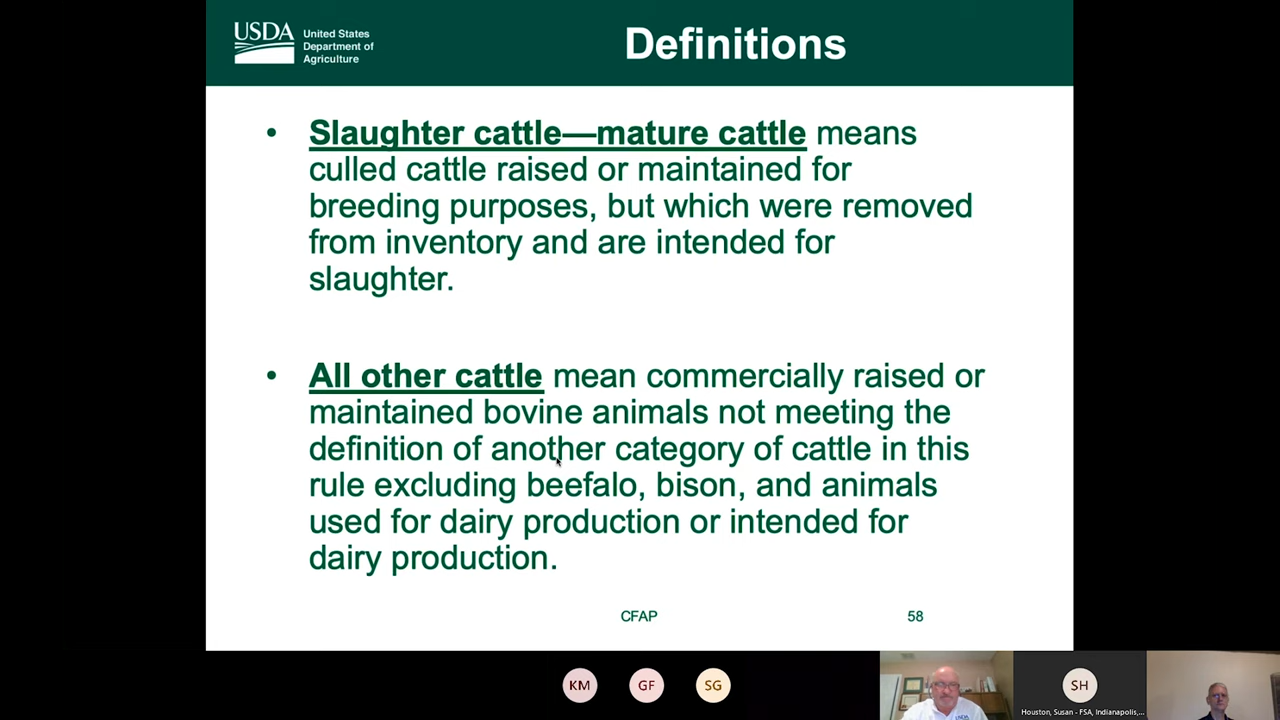 USDA
United States
Department of
Agriculture
Definitions
• Slaughter cattle—mature cattle means
culled cattle raised or maintained for
breeding purposes, but which were removed
from inventory and are intended for
slaughter.
• All other cattle mean commercially raised or
maintained bovine animals not meeting the
definition of another category of cattle in this
rule excluding beefalo, bison, and animals
used for dairy production or intended for
dairy production.
CFAP
58
KM
GF
SG
USDA
SH
Houston, Susan - FSA, Indianapolis,...